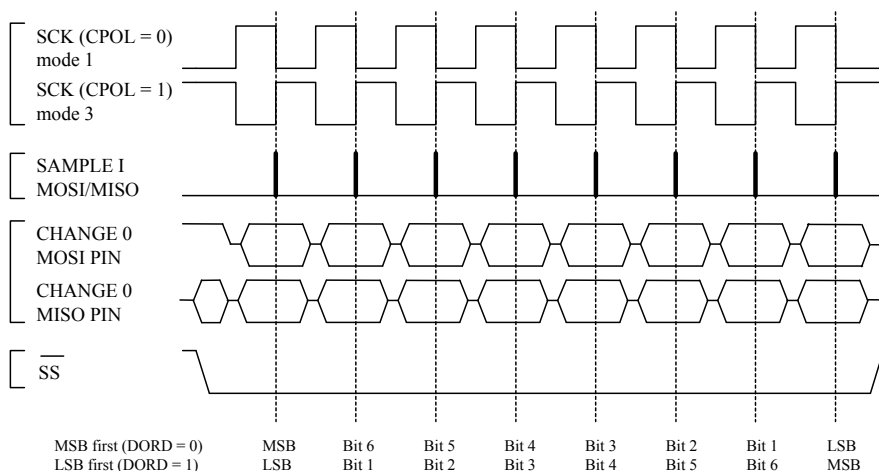 SCK (CPOL = 0)
mode 1
SCK (CPOL = 1)
mode 3
SAMPLE I
MOSI/MISO
CHANGE 0
MOSI PIN
CHANGE 0
MISO PIN
SS
MSB first (DORD = 0) MSB Bit 6 Bit 5 Bit 4 Bit 3 Bit 2 Bit 1 LSB
LSB first (DORD = 1) LSB Bit 1 Bit 2 Bit 3 Bit 4 Bit 5 Bit 6 MSB